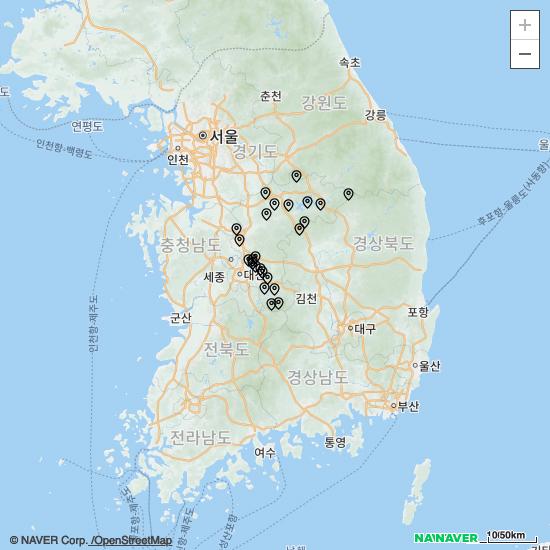 +
−
속초
춘천
강원도
강릉
도
연평도
서울
인천항-백령도
인천
경기도
울
후포항-울릉도(사동항)
충청남도
경상북도
세종
대전
김천
인천항-제주도
군산
포항
대구
전북도
울산
경상남도
부산
전라남도
통영
여수
© NAVER Corp. /OpenStreetMap
NAVER
10/50km